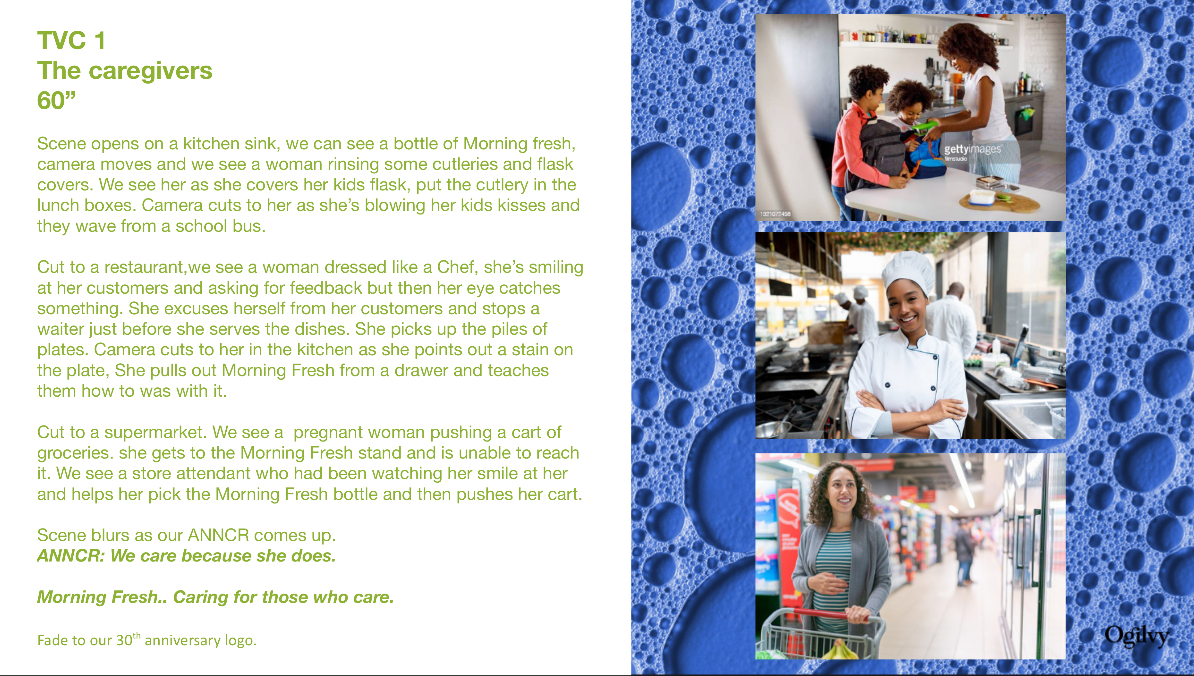 TVC 1
The caregivers
60”
Scene opens on a kitchen sink, we can see a bottle of Morning fresh,
camera moves and we see a woman rinsing some cutleries and flask
covers. We see her as she covers her kids flask, put the cutlery in the
lunch boxes. Camera cuts to her as she’s blowing her kids kisses and
they wave from a school bus.
Cut to a restaurant,we see a woman dressed like a Chef, she’s smiling
at her customers and asking for feedback but then her eye catches
something. She excuses herself from her customers and stops a
waiter just before she serves the dishes. She picks up the piles of
plates. Camera cuts to her in the kitchen as she points out a stain on
the plate, She pulls out Morning Fresh from a drawer and teaches
them how to was with it.
Cut to a supermarket. We see a  pregnant woman pushing a cart of
groceries. she gets to the Morning Fresh stand and is unable to reach
it. We see a store attendant who had been watching her smile at her
and helps her pick the Morning Fresh bottle and then pushes her cart.
Scene blurs as our ANNCR comes up.
ANNCR: We care because she does.
Morning Fresh.. Caring for those who care.
Fade to our 30th anniversary logo.
gettyimages
Ogilvy